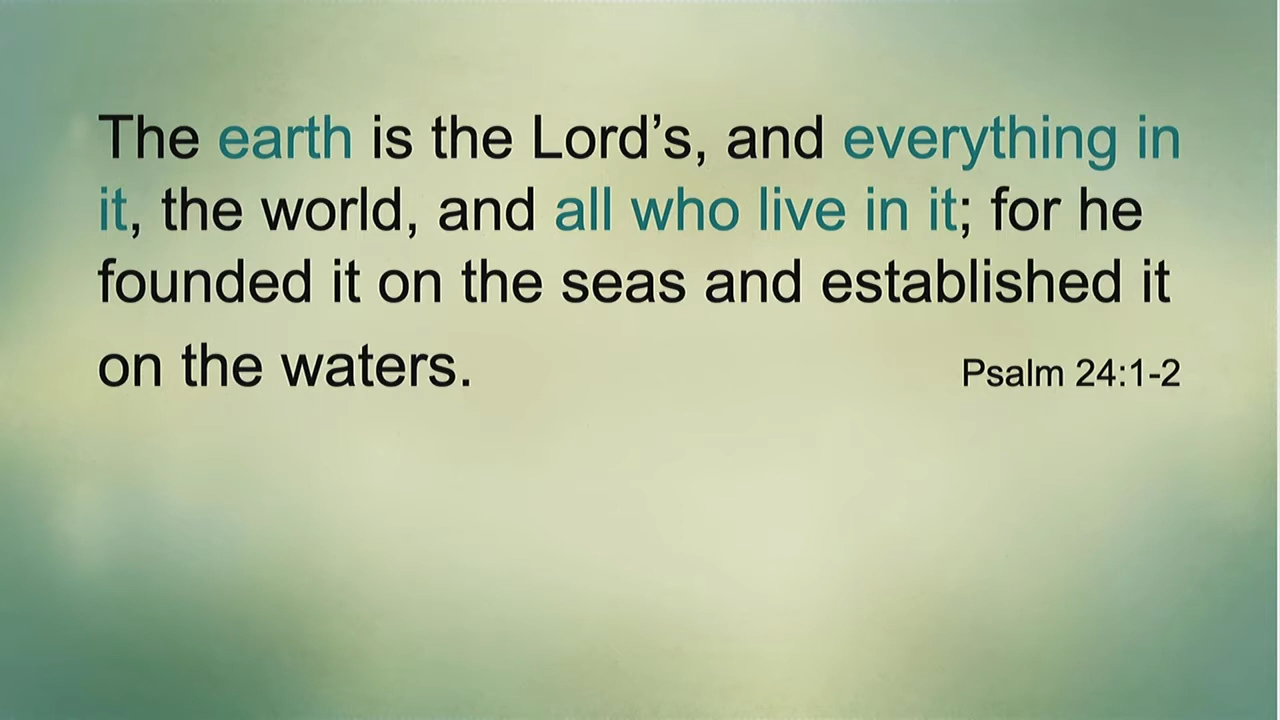 The earth is the Lord’s, and everything in
it, the world, and all who live in it; for he
founded it on the seas and established it
on the waters. Psalm 24:1-2